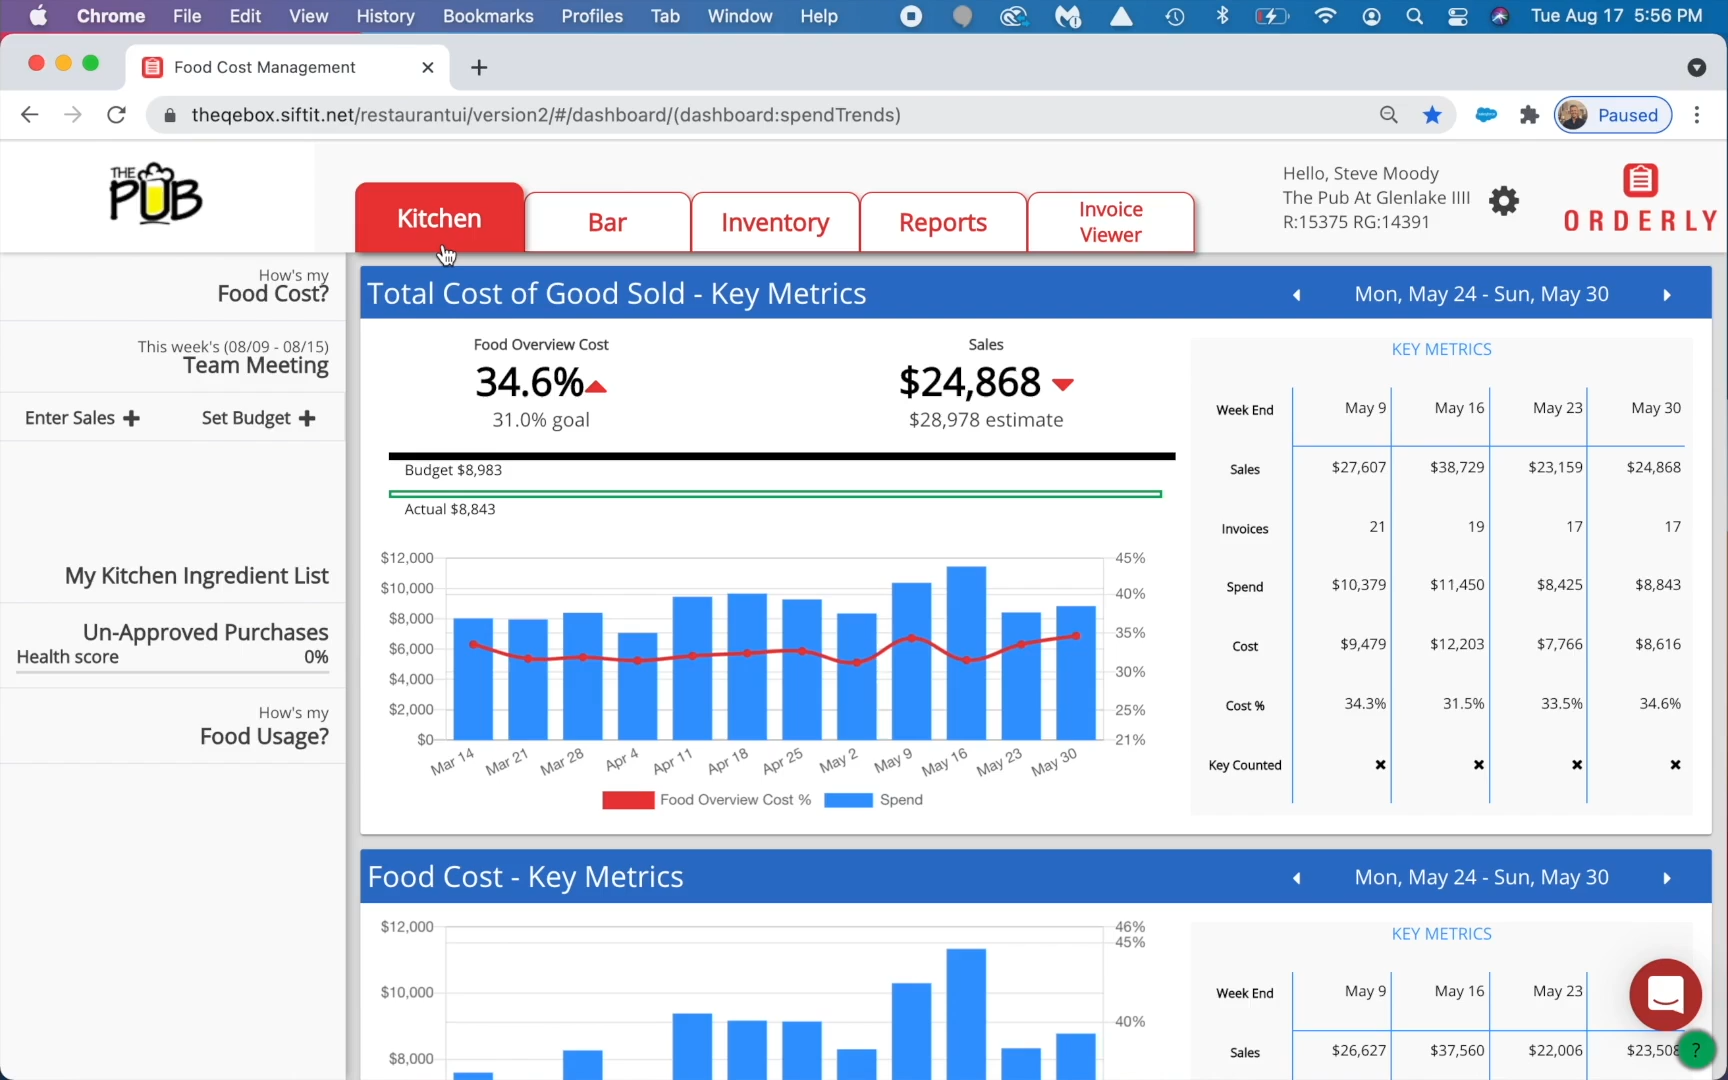 Chrome File Edit View History Bookmarks Profiles Tab Window Help Tue Aug 17 5:56 PM
Food Cost Management
theqebox.siftit.net/restaurantui/version2/#/dashboard/(dashboard:spendTrends)
Paused
THE
PUB
Kitchen
Bar
Inventory
Reports
Invoice
Viewer
Hello, Steve Moody
The Pub At Glenlake IIII
R:15375 RG:14391
ORDERLY
How's my
Food Cost?
This week's (08/09 - 08/15)
Team Meeting
Enter Sales + Set Budget +
My Kitchen Ingredient List
Un-Approved Purchases
Health score 0%
How's my
Food Usage?
Total Cost of Good Sold - Key Metrics
Mon, May 24 - Sun, May 30
Food Overview Cost
34.6%
31.0% goal
Sales
$24,868
$28,978 estimate
Budget $8,983
Actual $8,843
$12,000
$10,000
$8,000
$6,000
$4,000
$2,000
$0
45%
40%
35%
30%
25%
21%
Mar 14 Mar 21 Mar 28 Apr 4 Apr 11 Apr 18 Apr 25 May 2 May 9 May 16 May 23 May 30
Food Overview Cost % Spend
KEY METRICS
Week End May 9 May 16 May 23 May 30
Sales $27,607 $38,729 $23,159 $24,868
Invoices 21 19 17 17
Spend $10,379 $11,450 $8,425 $8,843
Cost $9,479 $12,203 $7,766 $8,616
Cost % 34.3% 31.5% 33.5% 34.6%
Key Counted ✖ ✖ ✖ ✖
Food Cost - Key Metrics
Mon, May 24 - Sun, May 30
$12,000
$10,000
$8,000
46%
45%
40%
KEY METRICS
Week End May 9 May 16 May 23
Sales $26,627 $37,560 $22,006 $23,508
?